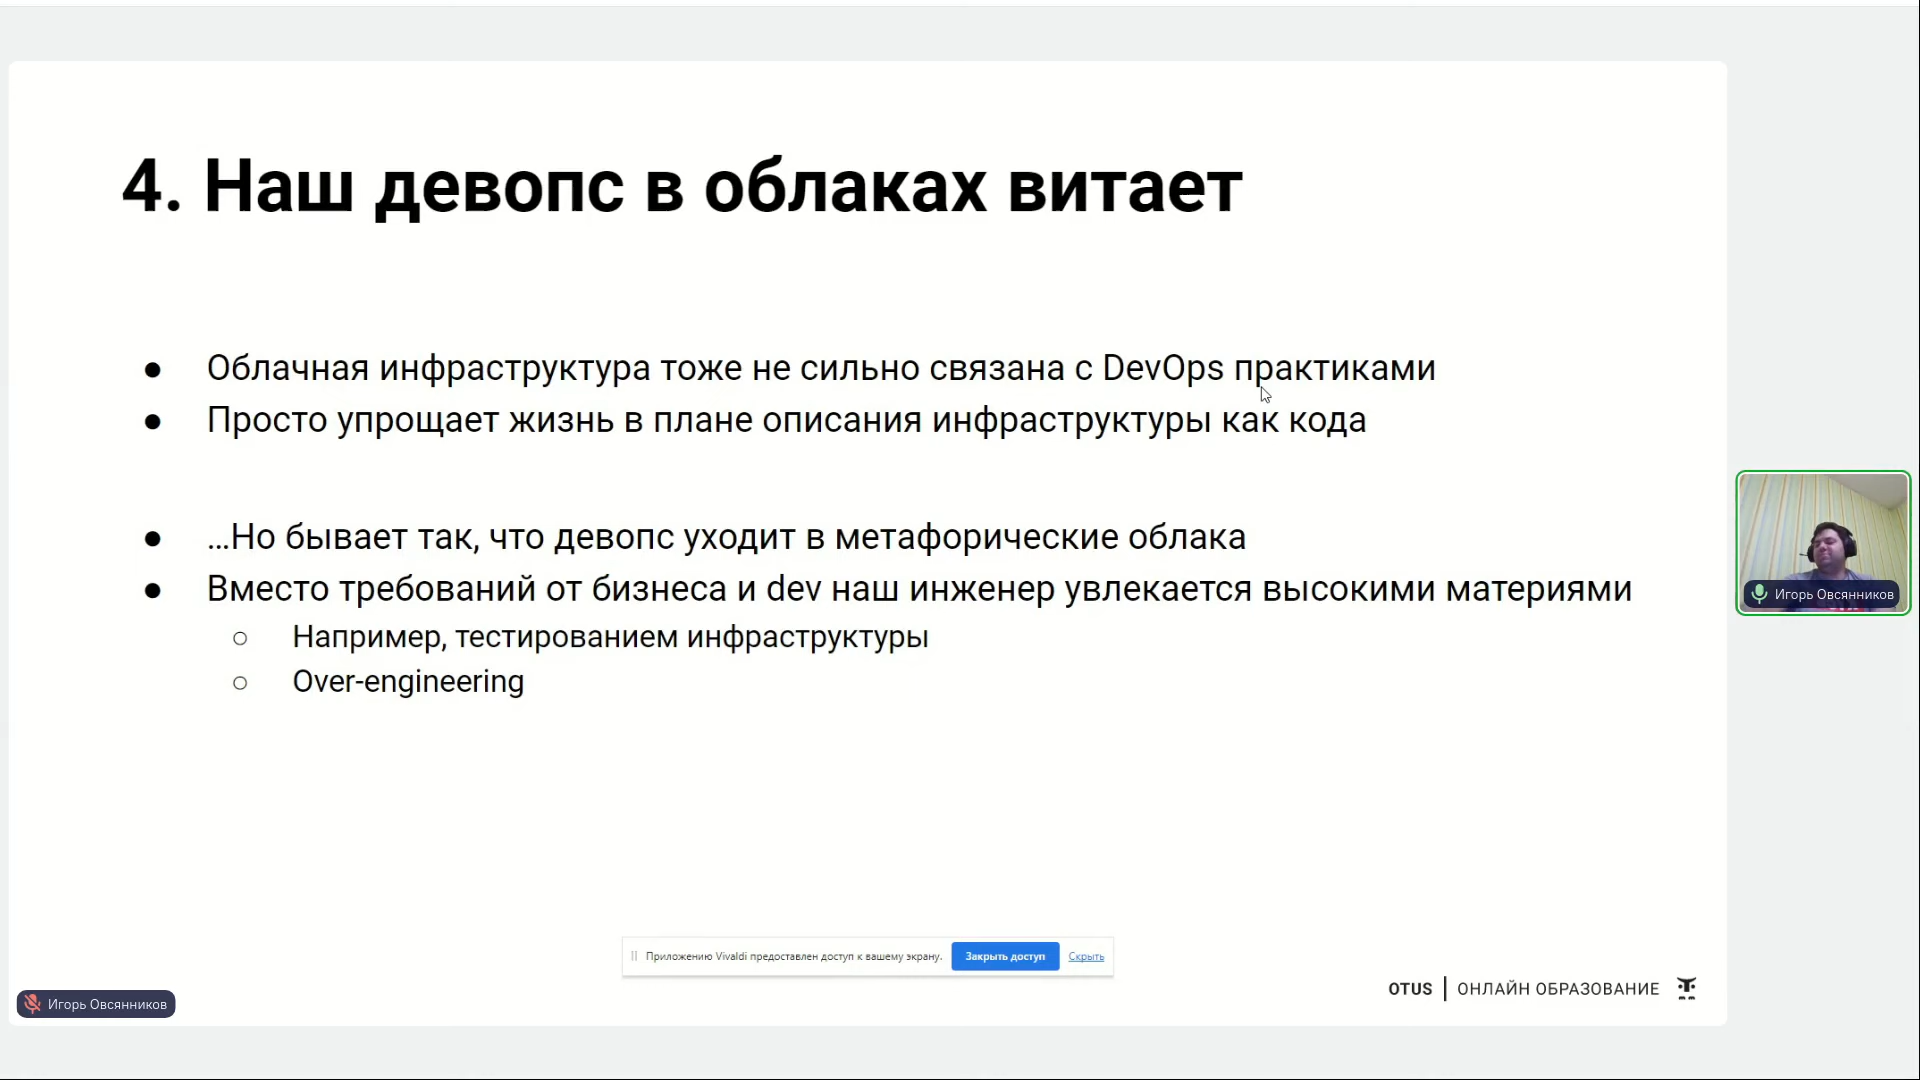 4. Наш девопс в облаках витает
● Облачная инфраструктура тоже не сильно связана с DevOps практиками
● Просто упрощает жизнь в плане описания инфраструктуры как кода
● …Но бывает так, что девопс уходит в метафорические облака
● Вместо требований от бизнеса и dev наш инженер увлекается высокими материями
○ Например, тестированием инфраструктуры
○ Over-engineering
Игорь Овсянников
Приложению Vivaldi предоставлен доступ к вашему экрану. Закрыть доступ Скрыть
OTUS | ОНЛАЙН ОБРАЗОВАНИЕ
Игорь Овсянников